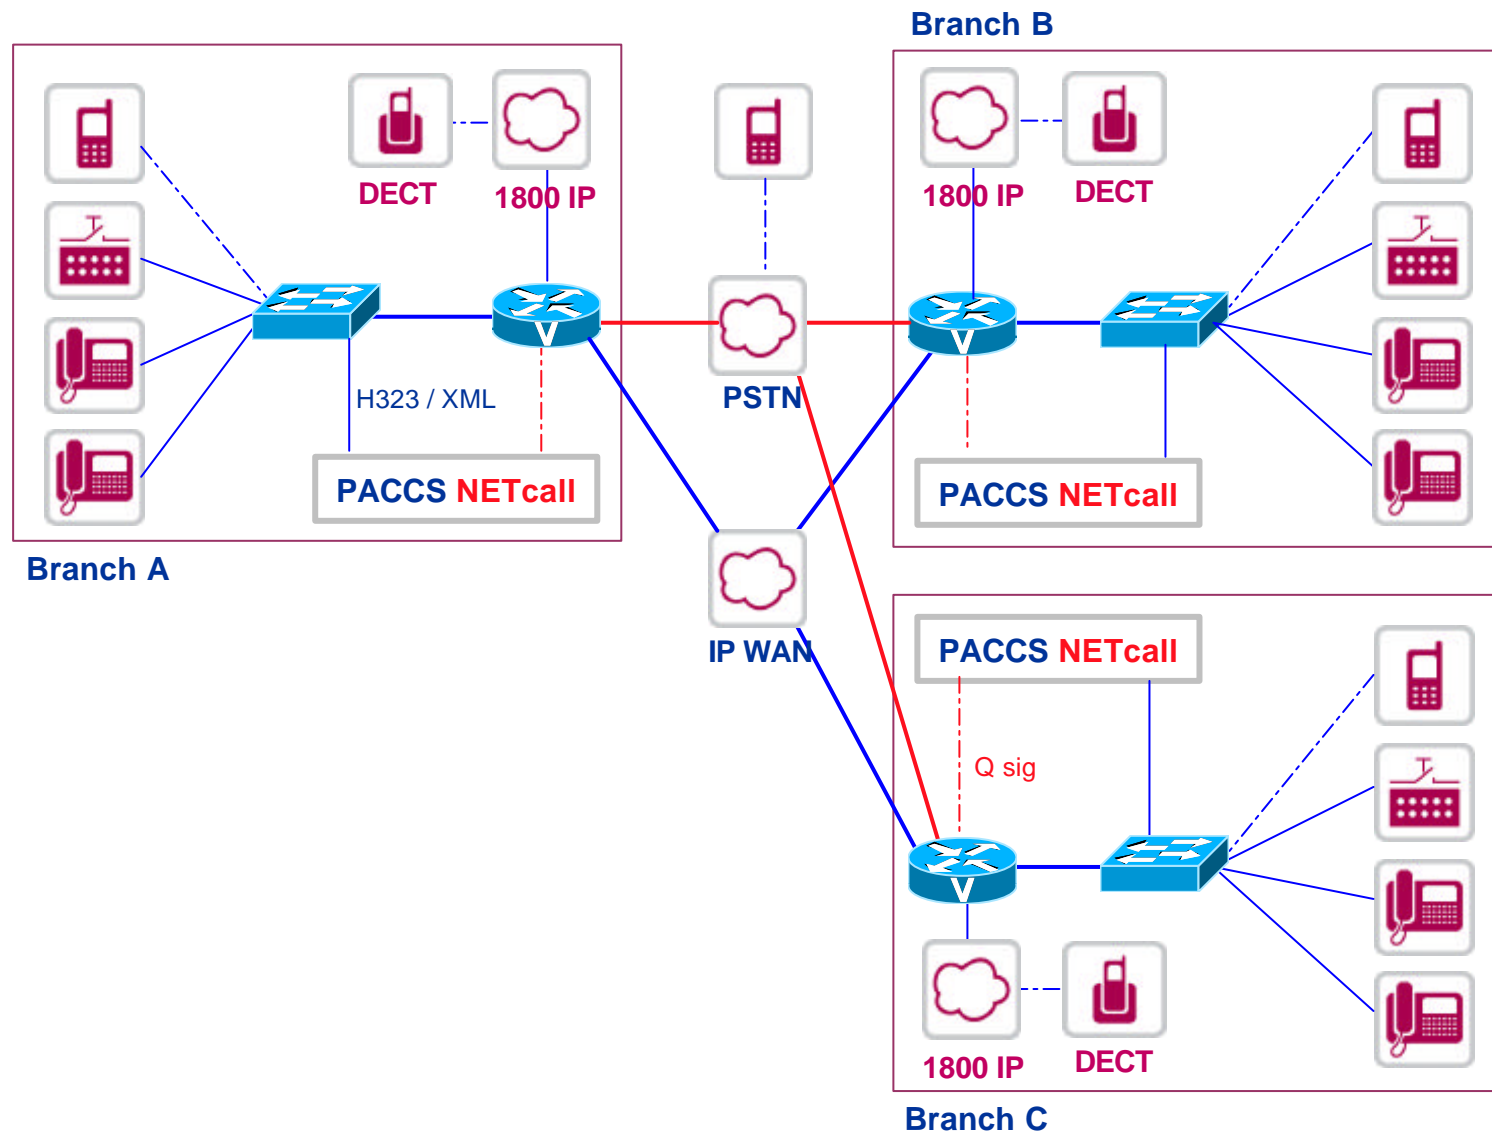 Branch B
DECT
1800 IP
1800 IP
DECT
V
V
H323 / XML
PSTN
PACCS NETcall
PACCS NETcall
Branch A
IP WAN
PACCS NETcall
Q sig
V
1800 IP
DECT
Branch C